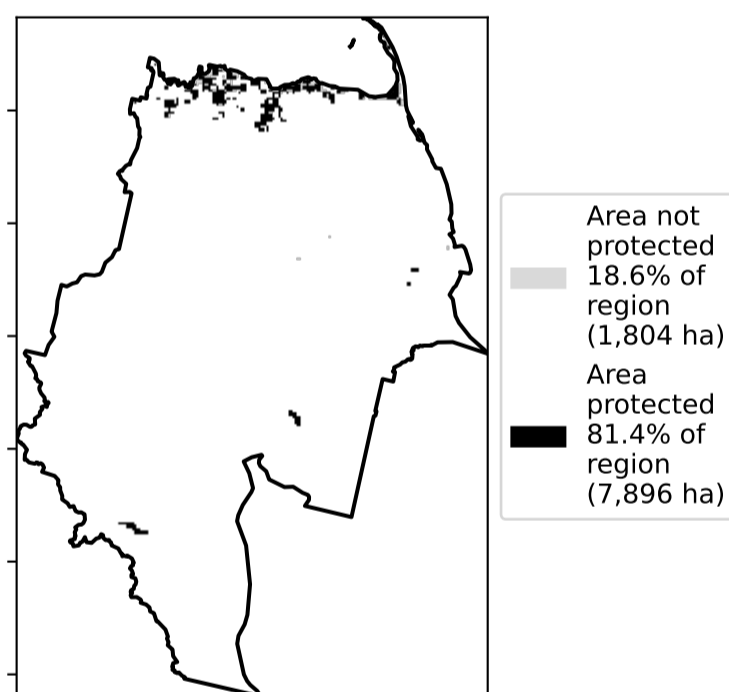 Area not
protected
18.6% of
region
(1,804 ha)
Area
protected
81.4% of
region
(7,896 ha)